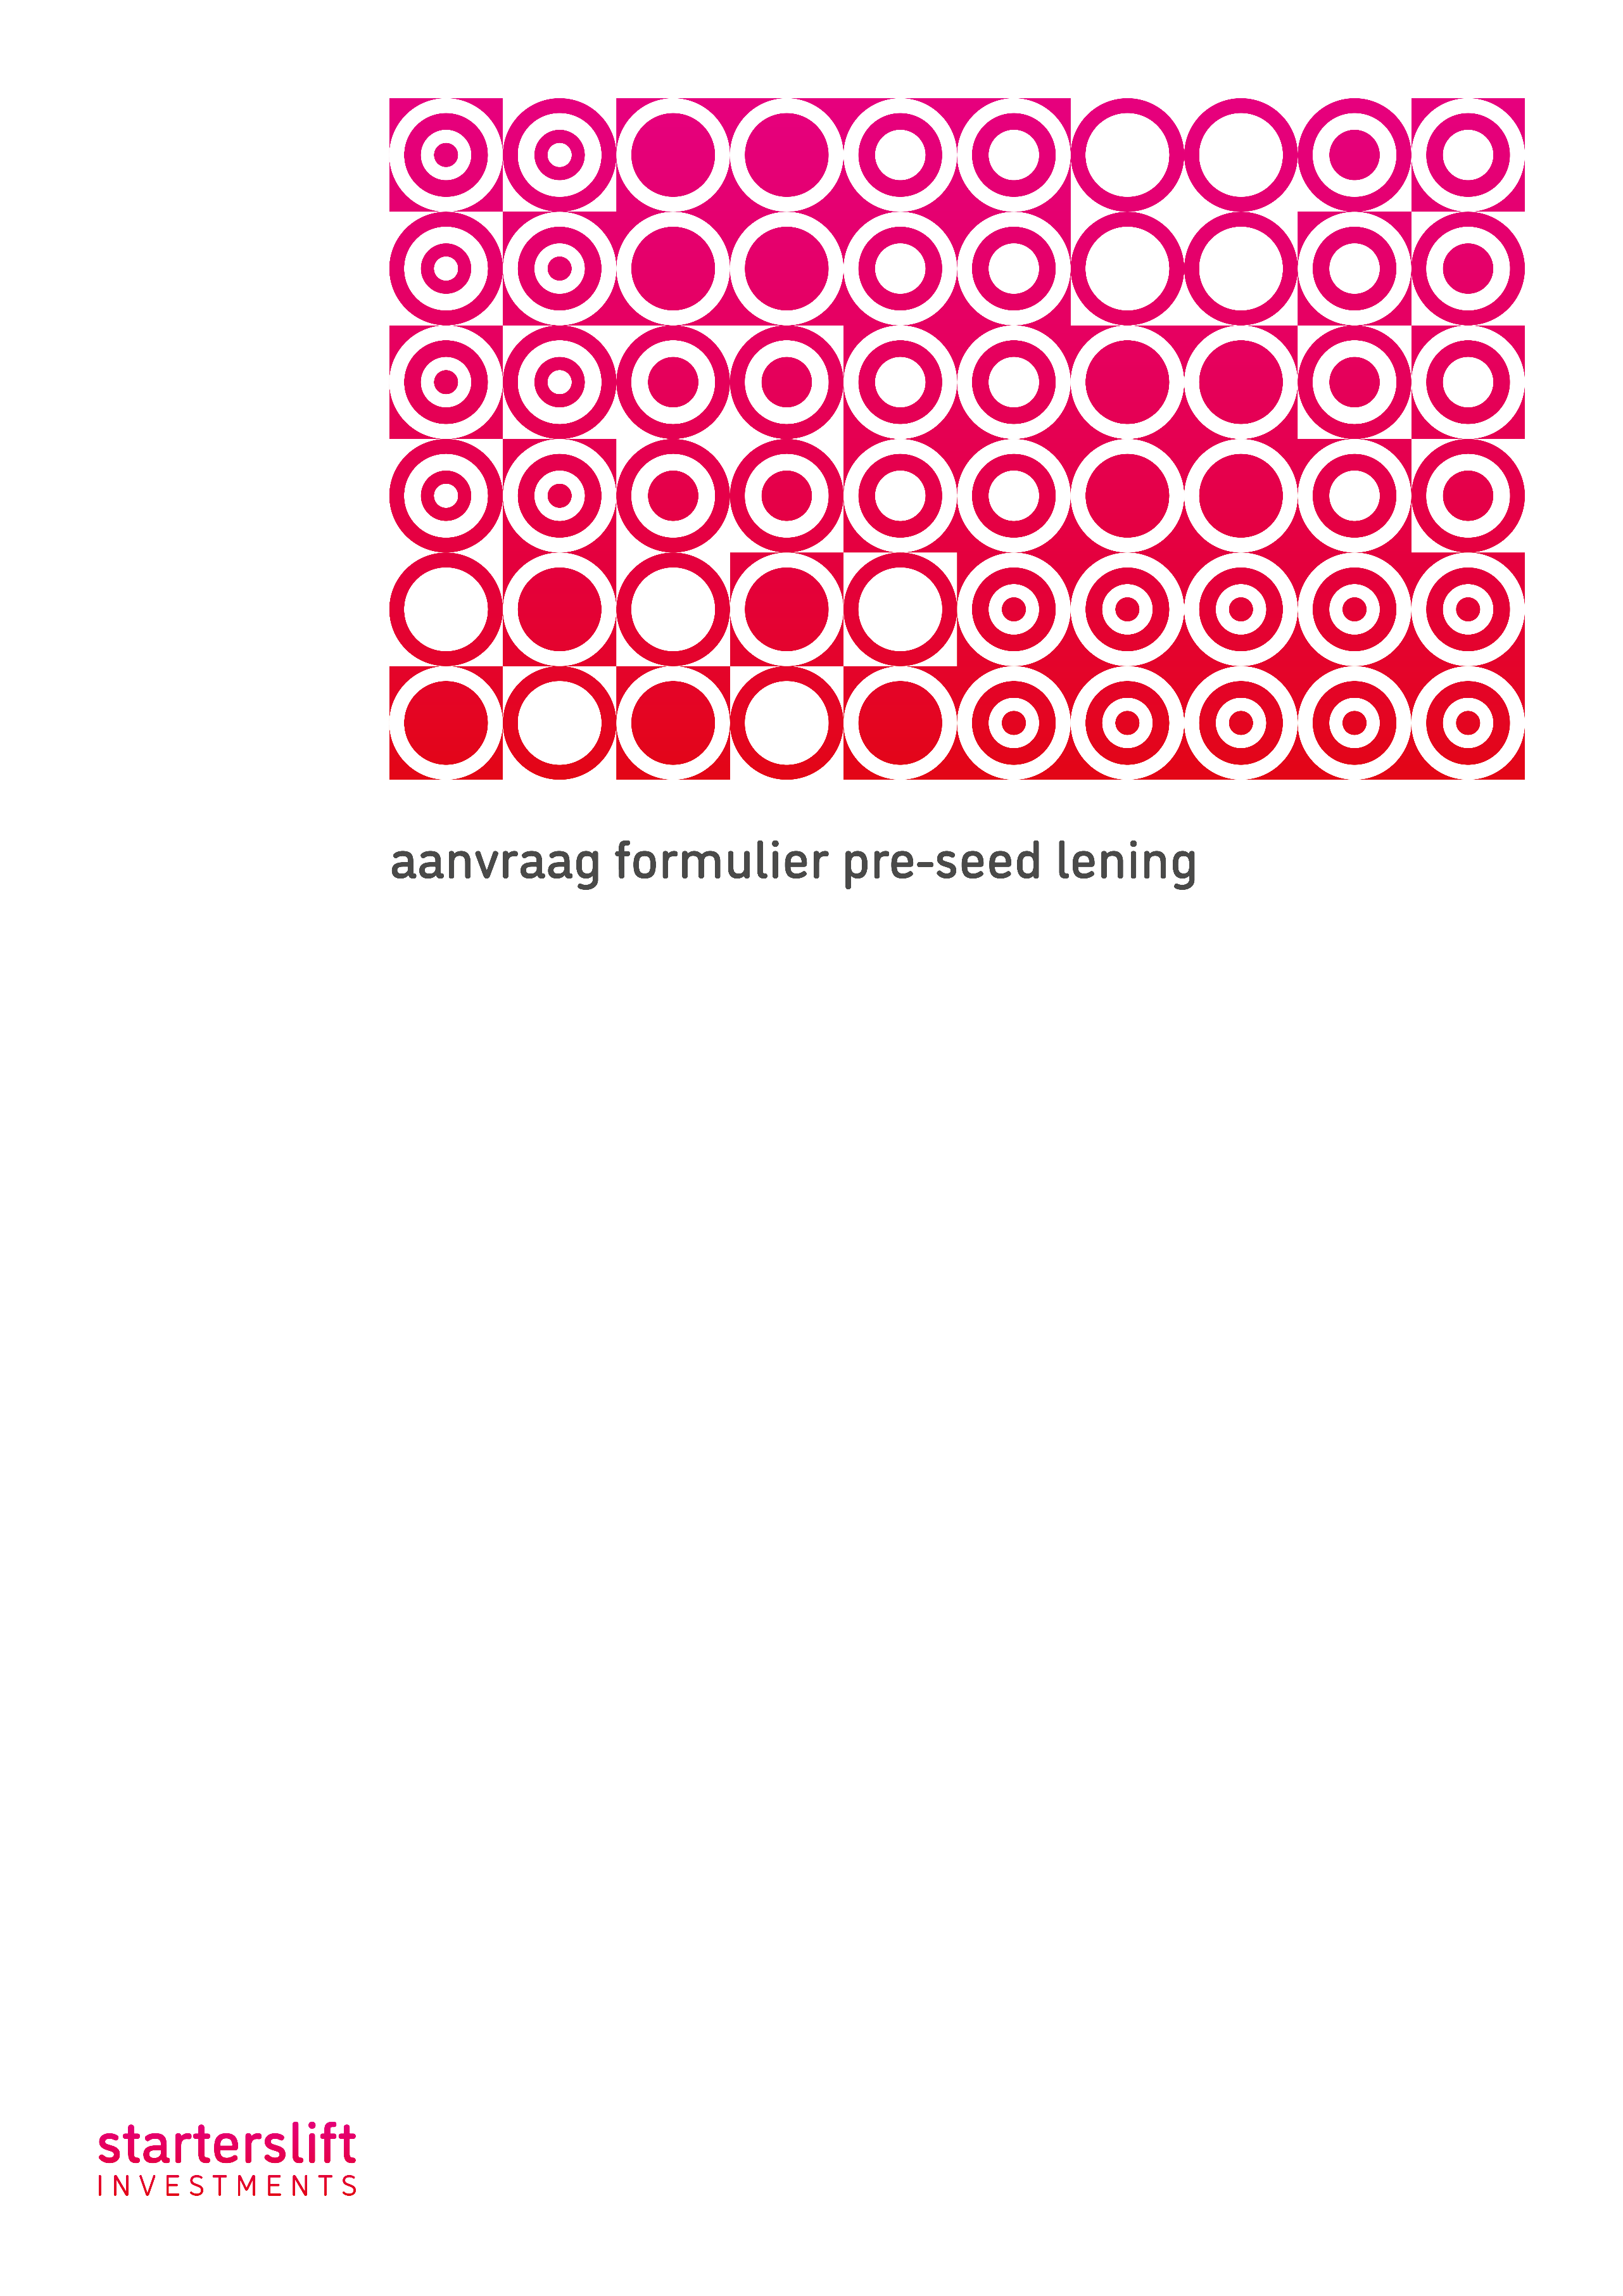 aanvraag formulier pre-seed lening
starterslift
INVESTMENTS